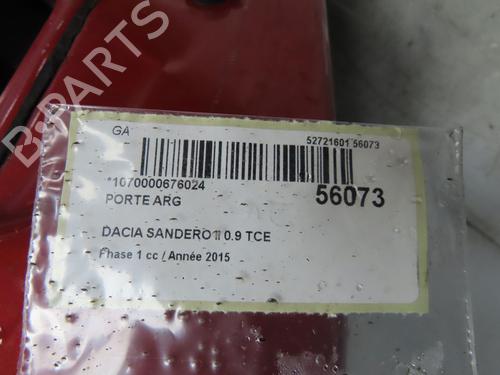 GA
52721601 56073
*1070000676024
56073
PORTE ARG
DACIA SANDERO II 0.9 TCE
Phase 1 cc / Année 2015
B-PARTS